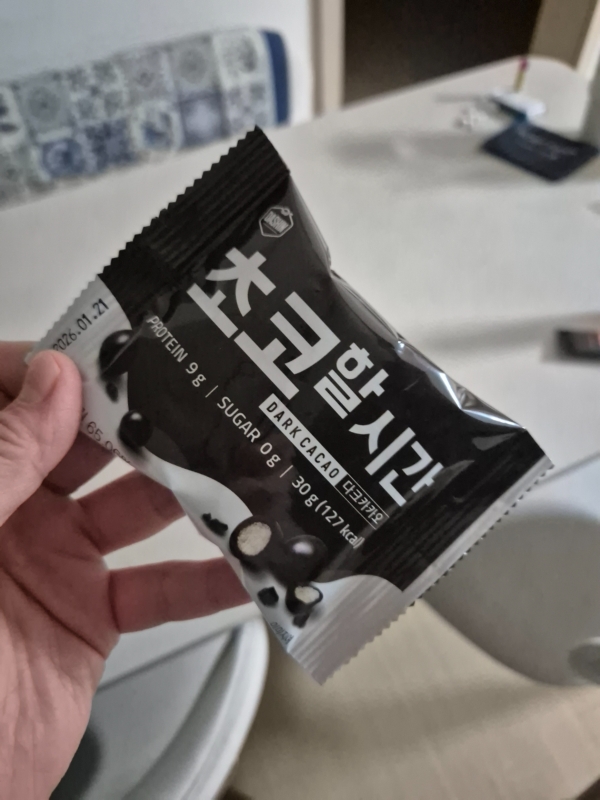 초코할시간
DARK CACAO 다크카카오
PROTEIN 9g | SUGAR 0g | 30g (127 kcal)
2026.01.21